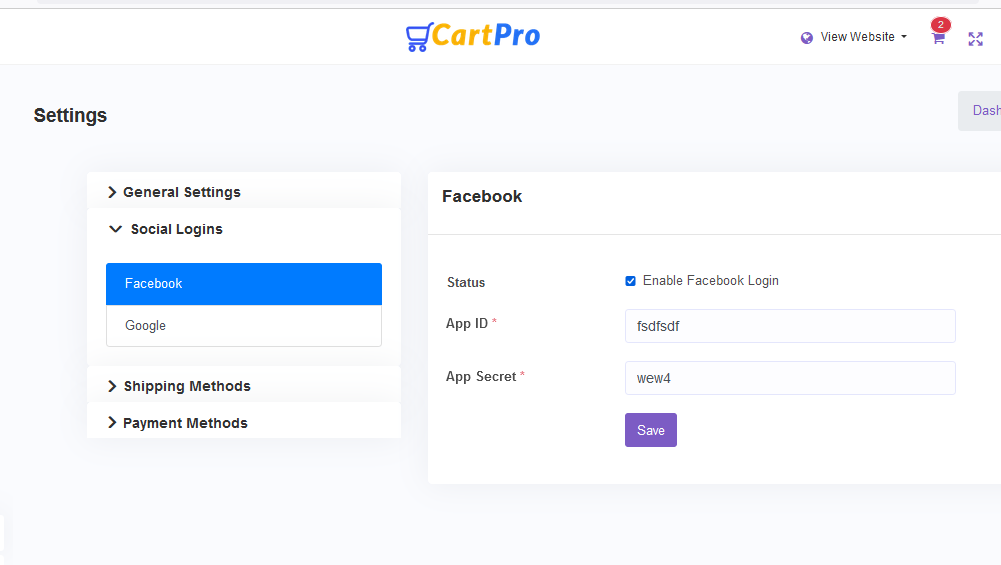 CartPro
View Website
2
Settings
Dash
General Settings
Social Logins
Facebook
Google
Shipping Methods
Payment Methods
Facebook
Status
Enable Facebook Login
App ID *
fsdfsdf
App Secret *
wew4
Save